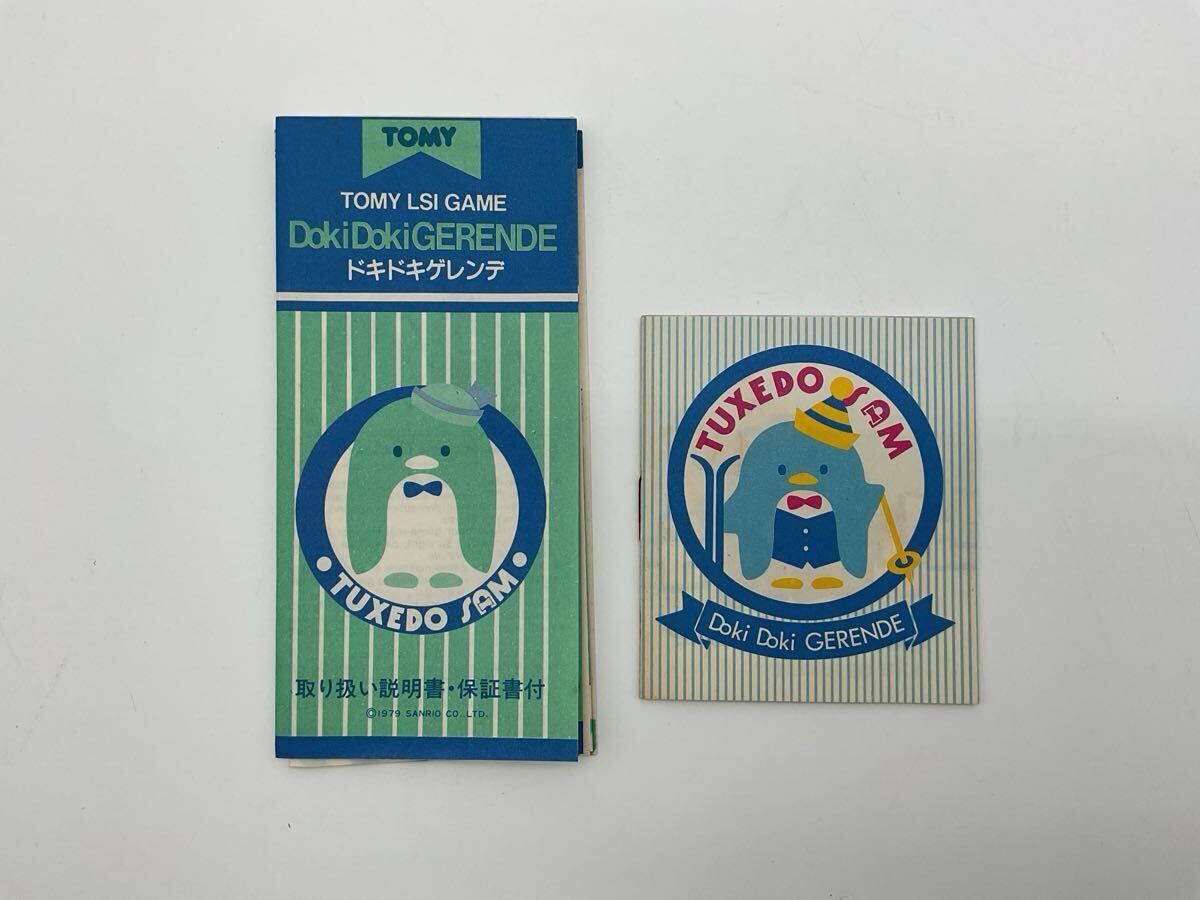 TOMY
TOMY LSI GAME
DokiDokiGERENDE
ドキドキゲレンデ
TUXEDO SAM
取り扱い説明書・保証書付
©1979 SANRIO CO.,LTD.
TUXEDO SAM
Doki Doki GERENDE